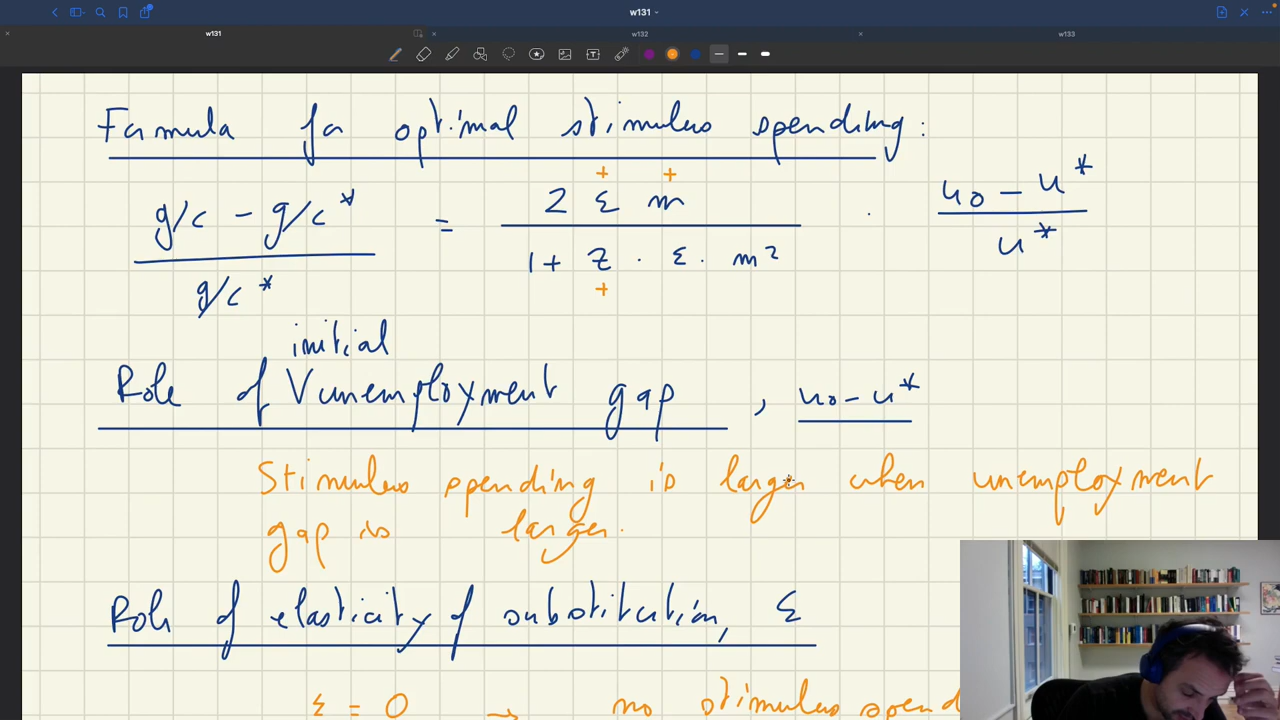 w131
w131
w132
w133
Formula for optimal stimulus spending:
g/c - g/c* / g/c* = 2 ε m / 1 + z · ε · m² · u₀ - u* / u*
+ +
+
initial
Role of V unemployment gap, u₀ - u*
Stimulus spending is larger when unemployment
gap is larger.
Role of elasticity of substitution, ε
ε = 0 → no stimulus spend